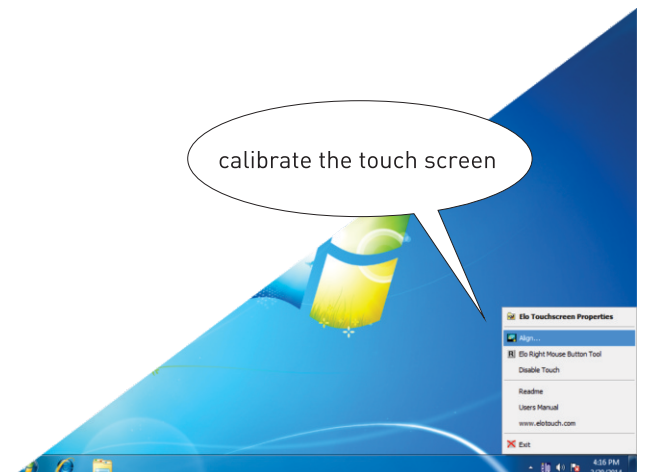 calibrate the touch screen
Elo Touchscreen Properties
Align...
R Elo Right Mouse Button Tool
Disable Touch
Readme
Users Manual
www.elotouch.com
Exit
4:16 PM